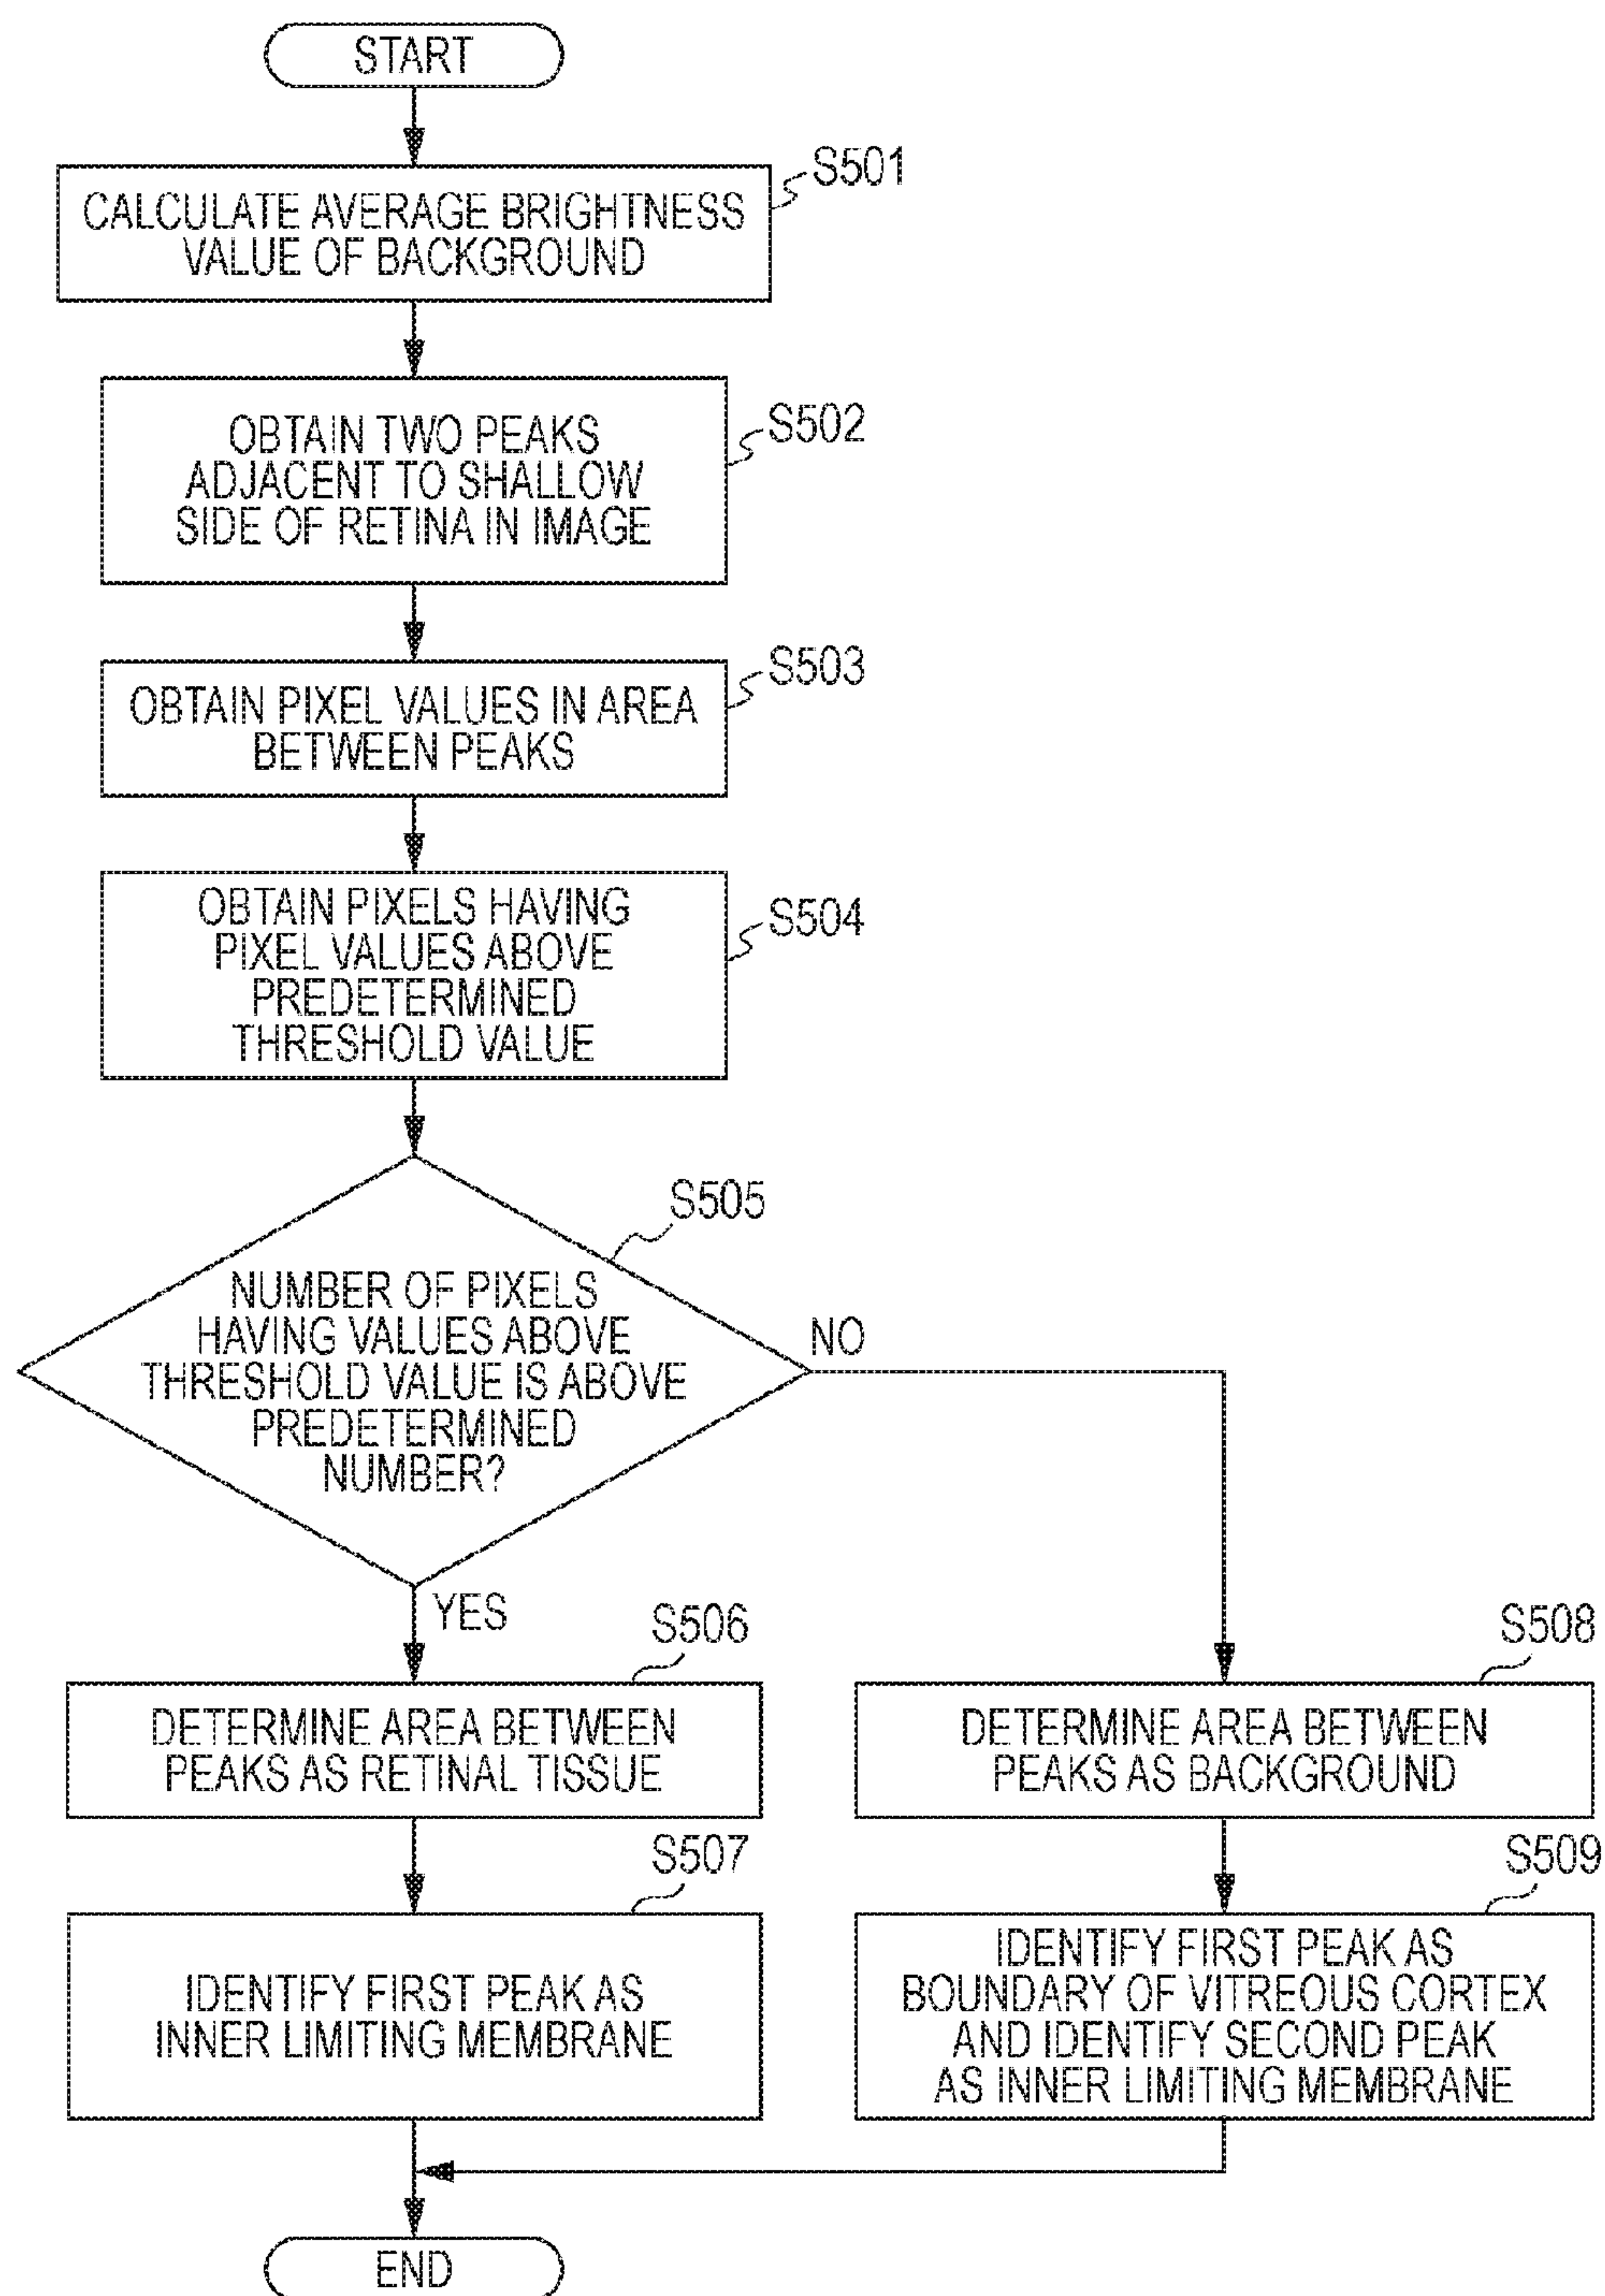 START
S501
CALCULATE AVERAGE BRIGHTNESS
VALUE OF BACKGROUND
S502
OBTAIN TWO PEAKS
ADJACENT TO SHALLOW
SIDE OF RETINA IN IMAGE
S503
OBTAIN PIXEL VALUES IN AREA
BETWEEN PEAKS
S504
OBTAIN PIXELS HAVING
PIXEL VALUES ABOVE
PREDETERMINED
THRESHOLD VALUE
S505
NUMBER OF PIXELS
HAVING VALUES ABOVE
THRESHOLD VALUE IS ABOVE
PREDETERMINED
NUMBER?
NO
YES
S506
DETERMINE AREA BETWEEN
PEAKS AS RETINAL TISSUE
S507
IDENTIFY FIRST PEAK AS
INNER LIMITING MEMBRANE
S508
DETERMINE AREA BETWEEN
PEAKS AS BACKGROUND
S509
IDENTIFY FIRST PEAK AS
BOUNDARY OF VITREOUS CORTEX
AND IDENTIFY SECOND PEAK
AS INNER LIMITING MEMBRANE
END